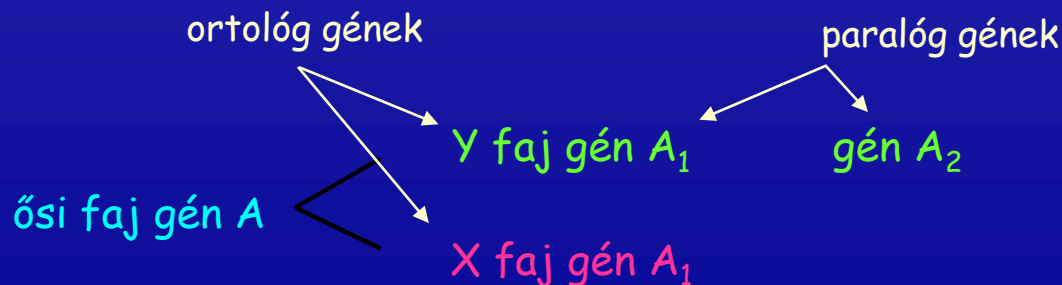 ortológ gének
paralóg gének
Y faj gén A₁
gén A₂
ősi faj gén A
X faj gén A₁